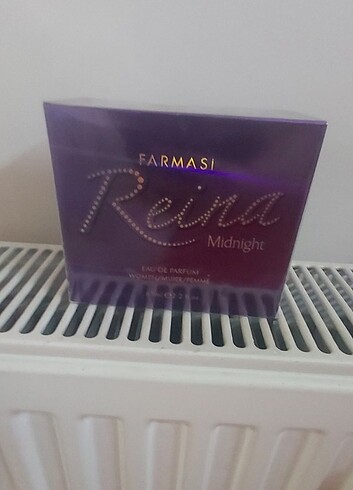 FARMASI
Reina
Midnight
EAU DE PARFUM